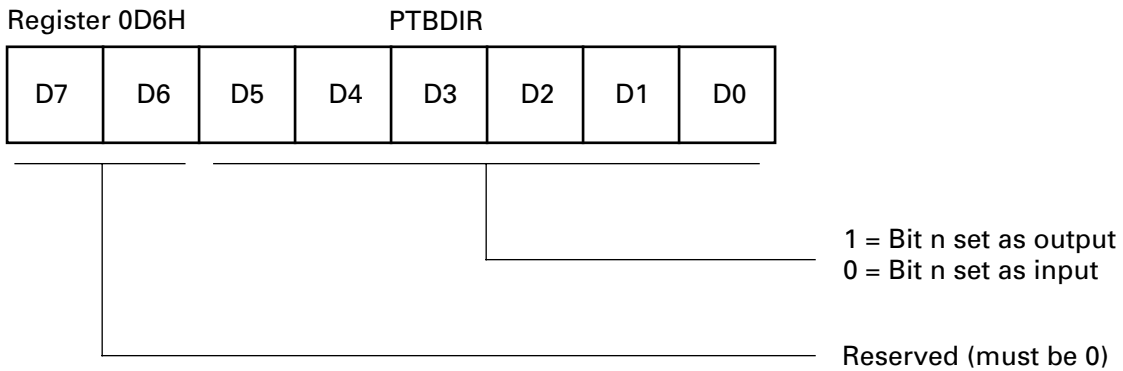 Register 0D6H PTBDIR
D7 D6 D5 D4 D3 D2 D1 D0
1 = Bit n set as output
0 = Bit n set as input
Reserved (must be 0)